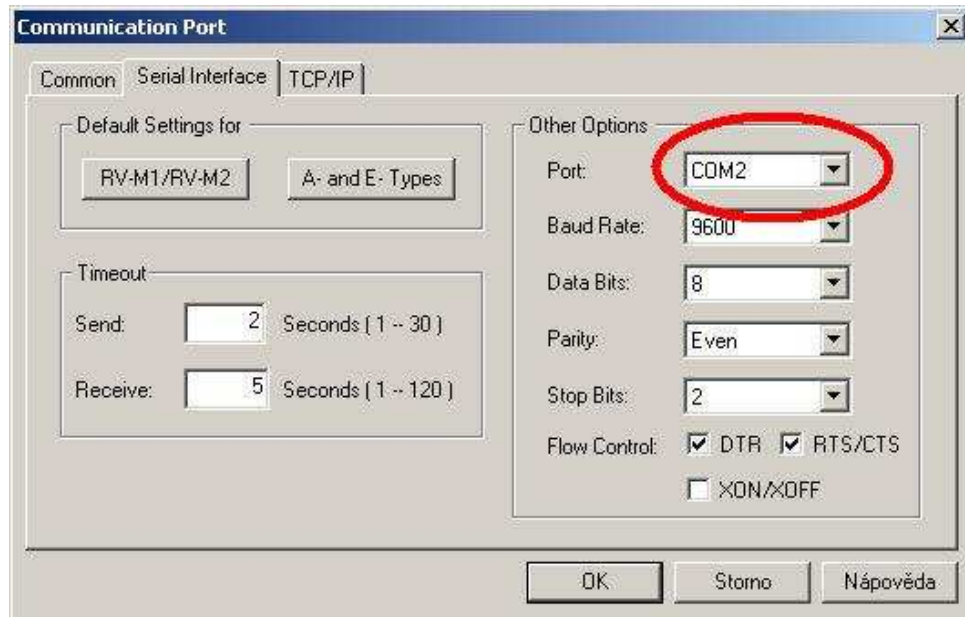 Communication Port
Common Serial Interface TCP/IP
Default Settings for
RV-M1/RV-M2 A- and E- Types
Timeout
Send: 2 Seconds ( 1 -- 30 )
Receive: 5 Seconds ( 1 -- 120 )
Other Options
Port: COM2
Baud Rate: 9600
Data Bits: 8
Parity: Even
Stop Bits: 2
Flow Control: DTR RTS/CTS
XON/XOFF
OK Storno Nápověda